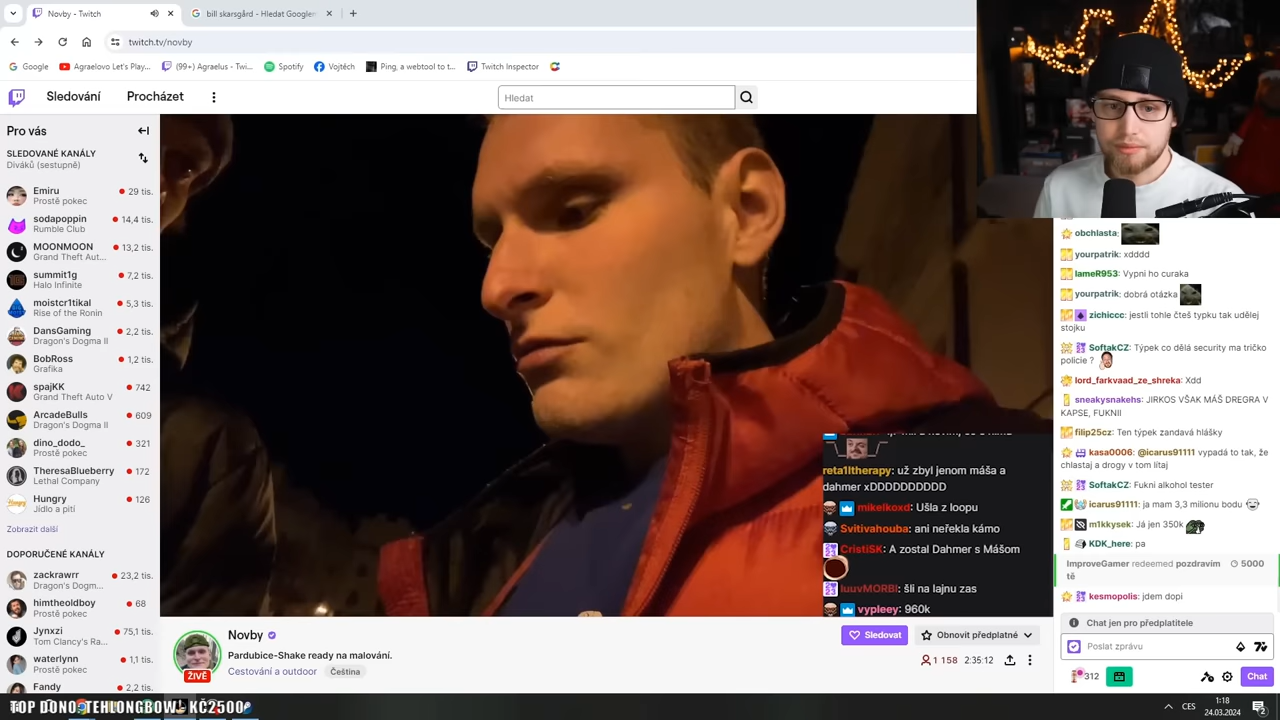 Novby - Twitch
bill skarsgård - Hledat Google
twitch.tv/novby
Google
Agraelovo Let's Play...
(99+) Agraelus - Twi...
Spotify
Vojtěch
Ping, a webtool to t...
Twitch Inspector
Sledování
Procházet
Hledat
Pro vás
SLEDOVANÉ KANÁLY
Diváků (sestupně)
Emiru
29 tis.
Prostě pokec
sodapoppin
14,4 tis.
Rumble Club
MOONMOON
13,2 tis.
Grand Theft Aut...
summit1g
7,2 tis.
Halo Infinite
moistcr1tikal
5,3 tis.
Rise of the Ronin
DansGaming
2,2 tis.
Dragon's Dogma II
BobRoss
1,2 tis.
Grafika
spajKK
742
Grand Theft Auto V
ArcadeBulls
609
Dragon's Dogma II
dino_dodo_
321
Prostě pokec
TheresaBlueberry
172
Lethal Company
Hungry
126
Jídlo a pití
Zobrazit další
DOPORUČENÉ KANÁLY
zackrawrr
23,2 tis.
Dragon's Dogm...
himtheoldboy
68
Prostě pokec
Jynxzi
75,1 tis.
Tom Clancy's Ra...
waterlynn
1,1 tis.
Prostě pokec
Fandy
2,2 tis.
reta1ltherapy: už zbyl jenom máša a
dahmer xDDDDDDDDDD
mikelkoxd: Ušla z loopu
Svitivahouba: ani neřekla kámo
CristiSK: A zostal Dahmer s Mášom
luuvMORBI: šli na lajnu zas
vypleey: 960k
Novby
Pardubice-Shake ready na malování.
Cestování a outdoor
Čeština
ŽIVĚ
Sledovat
Obnovit předplatné
1 158
2:35:12
obchlasta:
yourpatrik: xdddd
lameR953: Vypni ho curaka
yourpatrik: dobrá otázka
zichiccc: jestli tohle čteš typku tak udělej
stojku
SoftakCZ: Týpek co dělá security ma tričko
policie ?
lord_farkvaad_ze_shreka: Xdd
sneakysnakehs: JIRKOS VŠAK MÁŠ DREGRA V
KAPSE, FUKNII
filip25cz: Ten týpek zandavá hlášky
kasa0006: @icarus91111 vypadá to tak, že
chlastaj a drogy v tom lítaj
SoftakCZ: Fukni alkohol tester
icarus91111: ja mam 3,3 milionu bodu
m1kkysek: Já jen 350k
KDK_here: pa
ImproveGamer redeemed pozdravím
tě
5000
kesmopolis: jdem dopi
Chat jen pro předplatitele
Poslat zprávu
312
Chat
TOP DONO: TEHLONGBOW - KČ2500
CES
1:18
24.03.2024
2